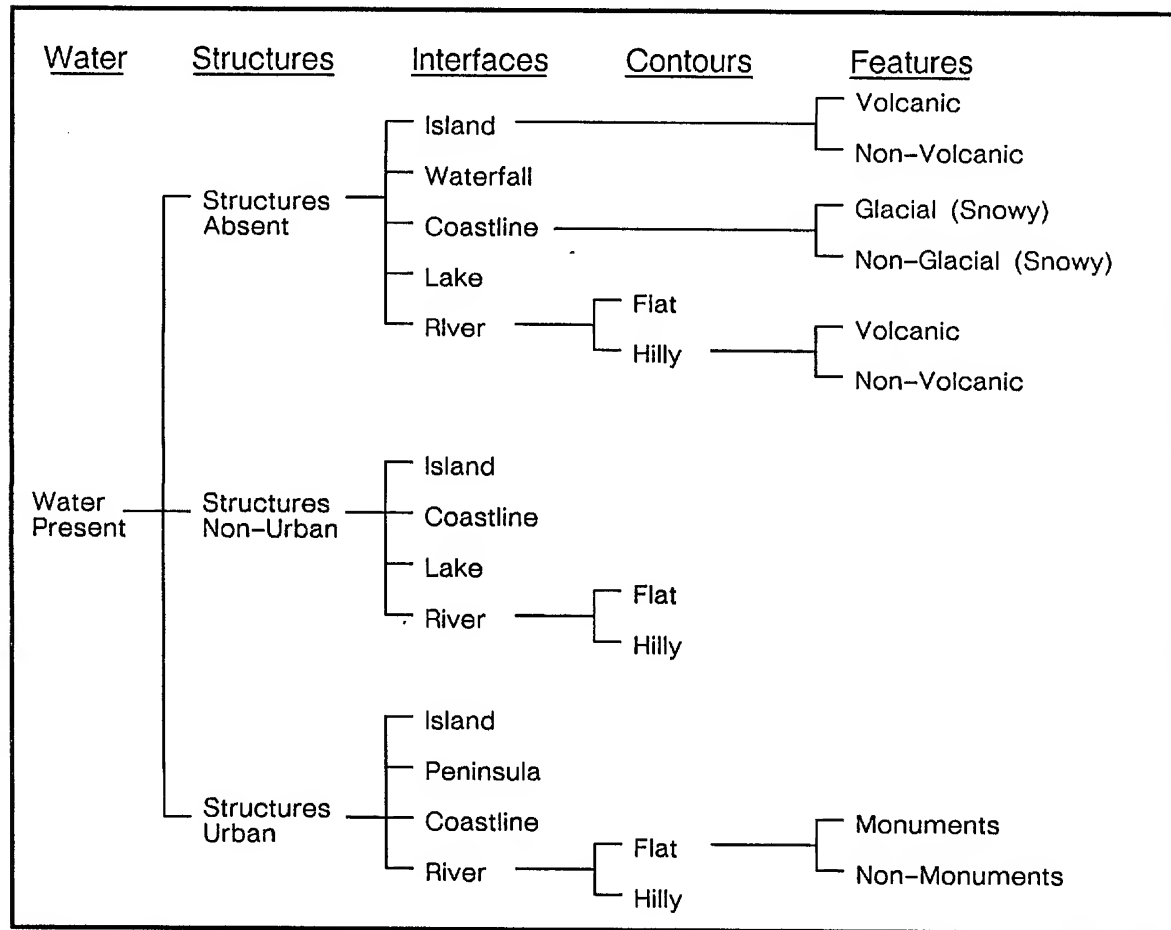 Water Structures Interfaces Contours Features
Volcanic
Island
Non-Volcanic
Waterfall
Structures
Absent
Glacial (Snowy)
Coastline
Non-Glacial (Snowy)
Lake
Flat
River
Volcanic
Hilly
Non-Volcanic
Island
Water
Present
Structures
Non-Urban
Coastline
Lake
Flat
River
Hilly
Island
Peninsula
Structures
Urban
Coastline
Monuments
Flat
River
Non-Monuments
Hilly